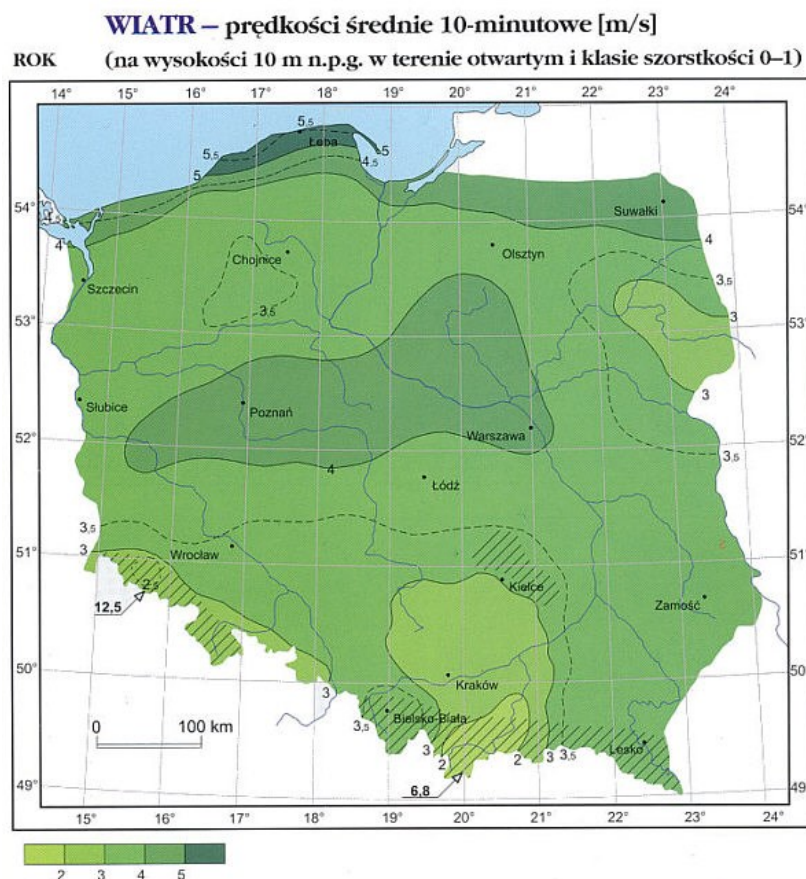 WIATR – prędkości średnie 10-minutowe [m/s]
ROK (na wysokości 10 m n.p.g. w terenie otwartym i klasie szorstkości 0–1)
14° 16° 17° 18° 19° 20° 21° 22° 23° 24°
5,5
Łeba
5,5 5
5 4,5
54° 4,5 Suwałki 54°
4 4
Chojnice Olsztyn
3,5
Szczecin
3,5 3
53° 53°
3
Słubice Poznań
Warszawa
52° 52°
4 3,5
Łódź
3,5
51° 3 Wrocław 51°
2,5 Kielce
12,5 Zamość
50° Kraków 50°
3
0 100 km 3,5 Bielsko-Biała
3 2 2 3 3,5 Lesko
6,8
49° 49°
15° 16° 17° 18° 19° 20° 21° 22° 23° 24°
2 3 4 5